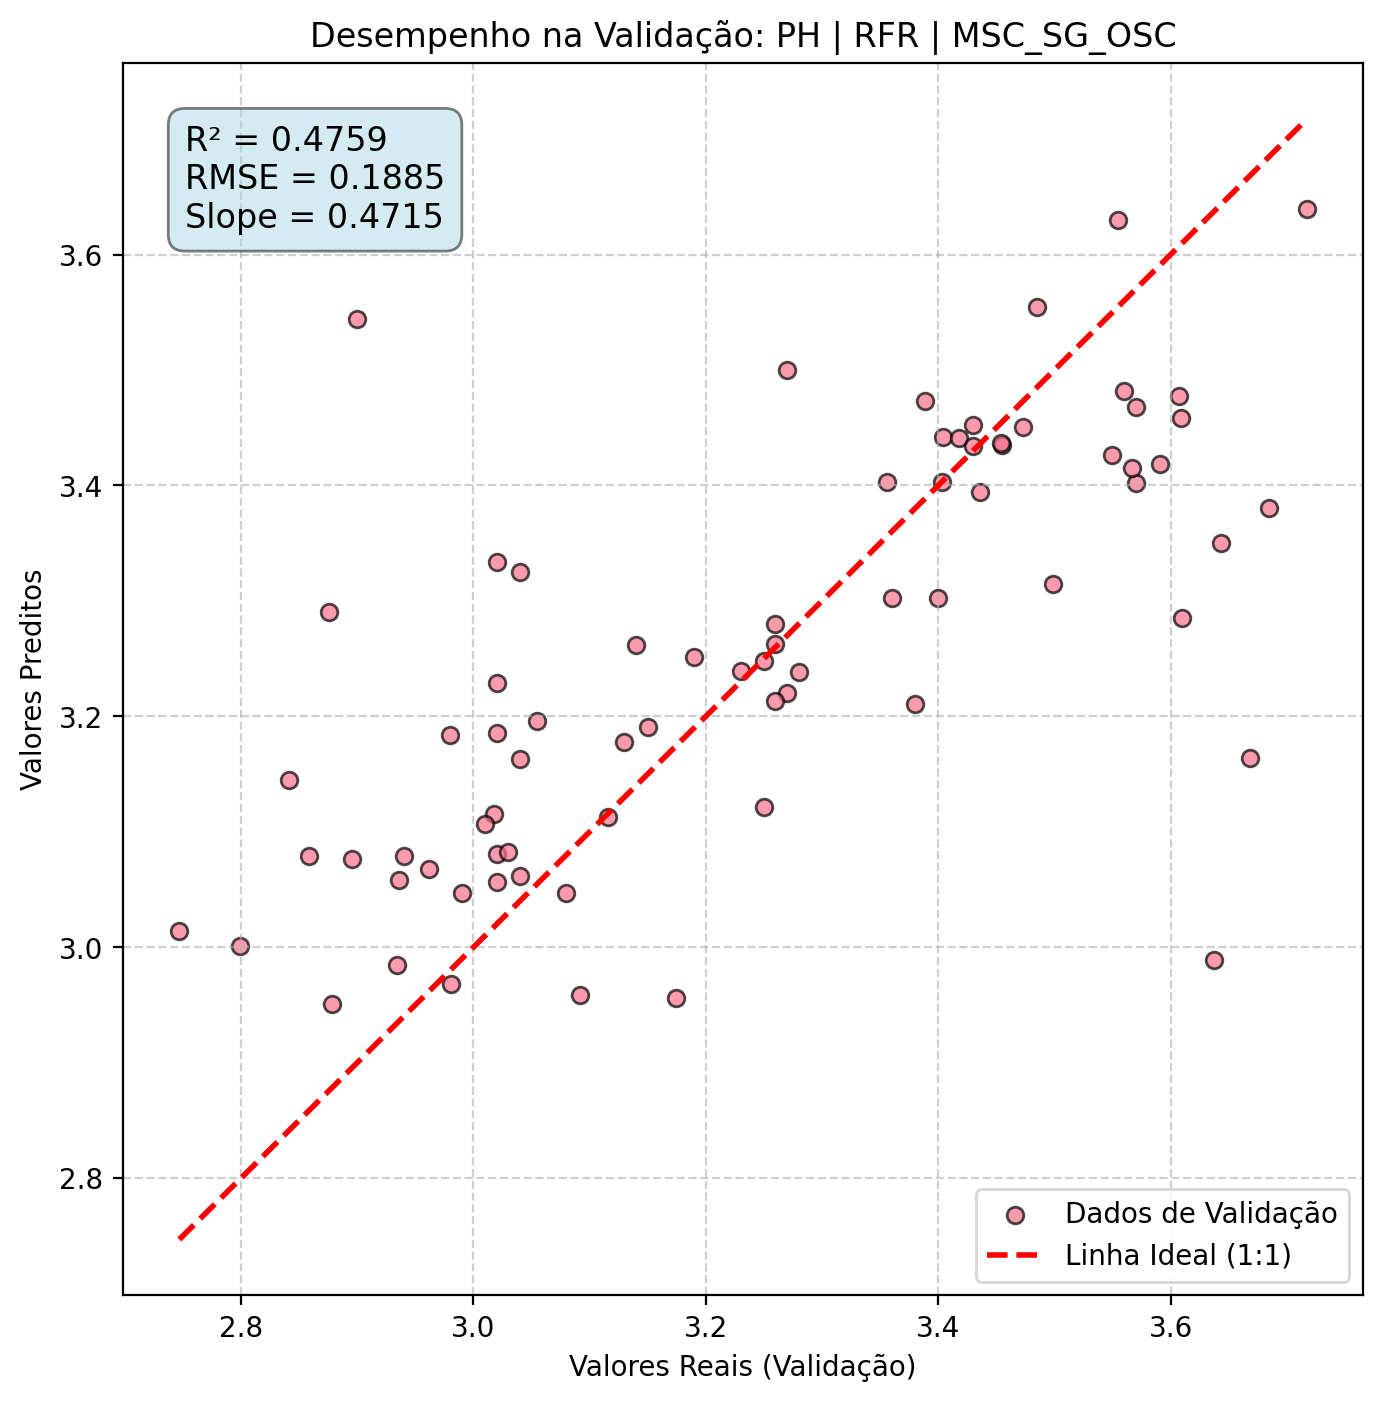 Desempenho na Validação: PH | RFR | MSC_SG_OSC
R² = 0.4759
RMSE = 0.1885
Slope = 0.4715
3.6
3.4
3.2
3.0
2.8
Valores Preditos
Dados de Validação
Linha Ideal (1:1)
2.8 3.0 3.2 3.4 3.6
Valores Reais (Validação)